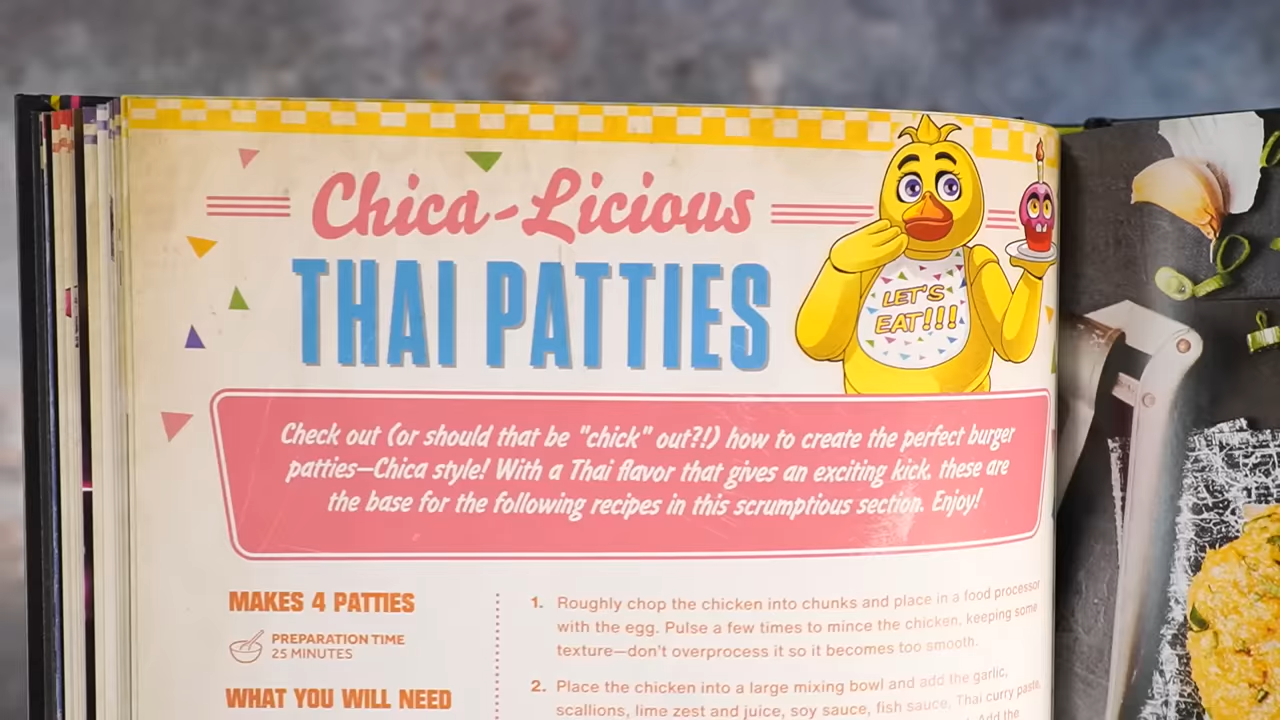 Chica-Licious
THAI PATTIES
LET'S
EAT!!!
Check out (or should that be "chick" out?!) how to create the perfect burger
patties—Chica style! With a Thai flavor that gives an exciting kick, these are
the base for the following recipes in this scrumptious section. Enjoy!
MAKES 4 PATTIES
PREPARATION TIME
25 MINUTES
WHAT YOU WILL NEED
1. Roughly chop the chicken into chunks and place in a food processor
with the egg. Pulse a few times to mince the chicken, keeping some
texture—don't overprocess it so it becomes too smooth.
2. Place the chicken into a large mixing bowl and add the garlic,
scallions, lime zest and juice, soy sauce, fish sauce, Thai curry paste,
Add the